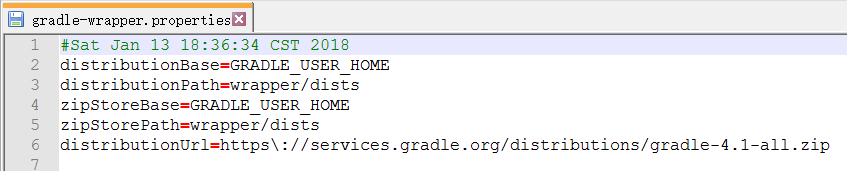 gradle-wrapper.properties
1 #Sat Jan 13 18:36:34 CST 2018
2 distributionBase=GRADLE_USER_HOME
3 distributionPath=wrapper/dists
4 zipStoreBase=GRADLE_USER_HOME
5 zipStorePath=wrapper/dists
6 distributionUrl=https\://services.gradle.org/distributions/gradle-4.1-all.zip
7